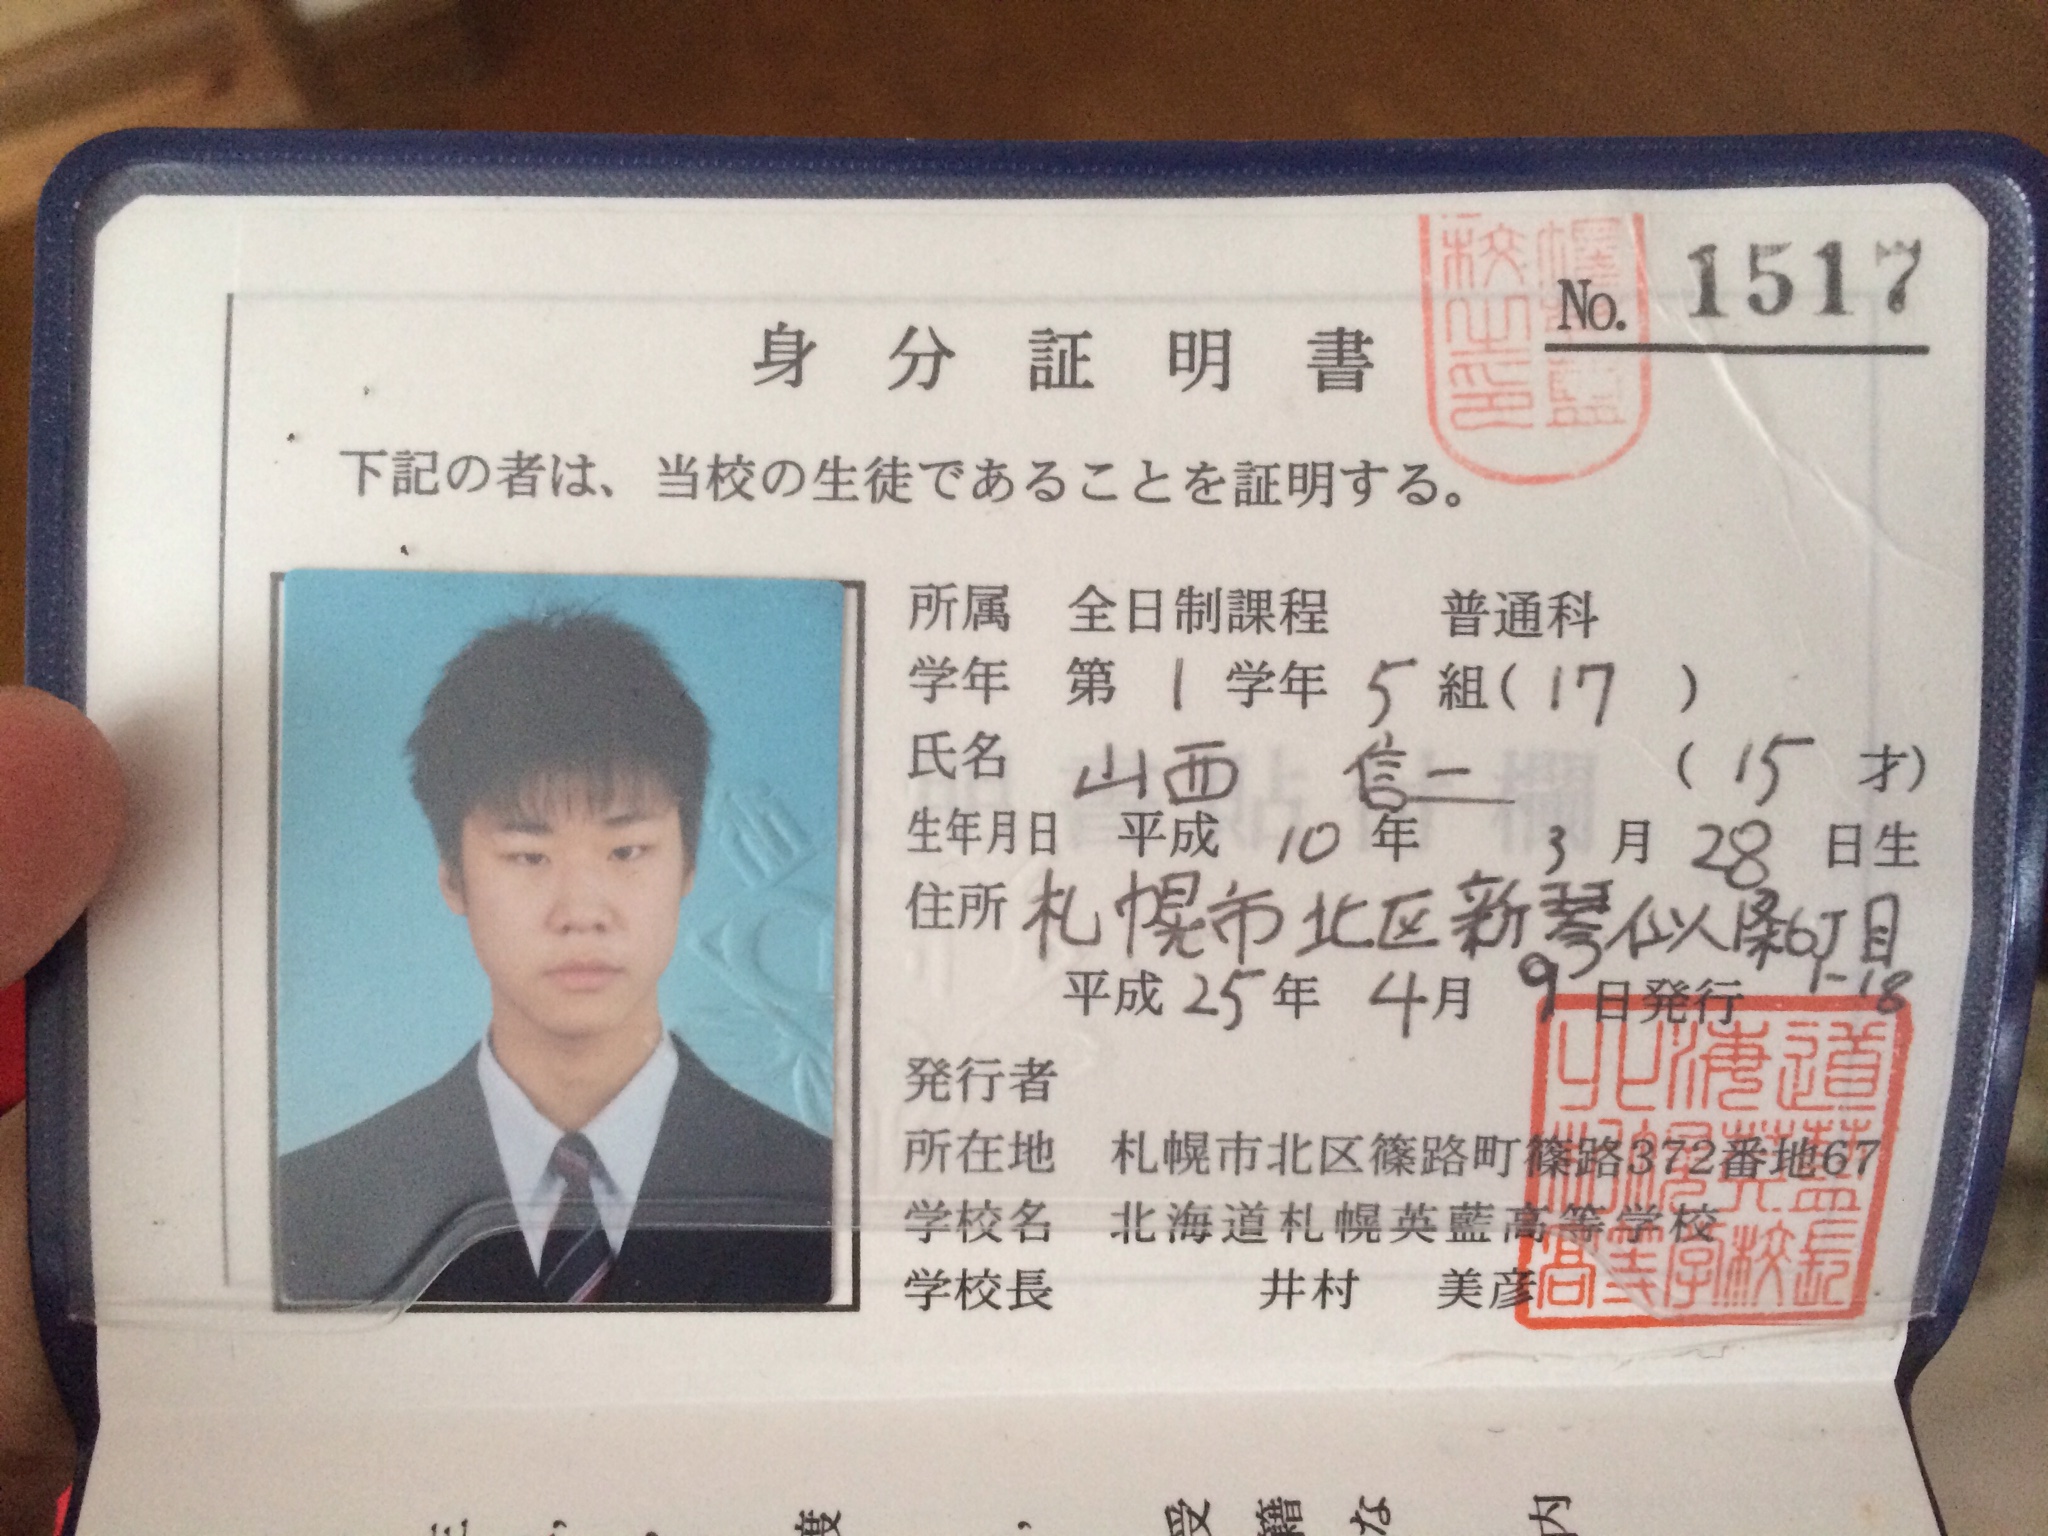 No. 1517
身分証明書
下記の者は、当校の生徒であることを証明する。
所属 全日制課程 普通科
学年 第 1 学年 5 組( 17 )
氏名 山西 信二 ( 15 才)
生年月日 平成 10 年 3 月 28 日生
住所 札幌市北区新琴似1条6丁目
1-18
平成 25 年 4 月 9 日発行
発行者
所在地 札幌市北区篠路町篠路372番地67
学校名 北海道札幌英藍高等学校
学校長 井村 美彦
北海道
札幌英藍
高等学校長